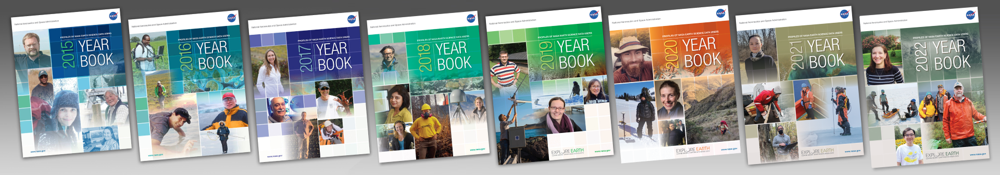 National Aeronautics and Space Administration
NASA
PROFILES OF NASA EARTH SCIENCE DATA USERS
2015
YEAR
BOOK
www.nasa.gov
National Aeronautics and Space Administration
NASA
PROFILES OF NASA EARTH SCIENCE DATA USERS
2016
YEAR
BOOK
www.nasa.gov
National Aeronautics and Space Administration
NASA
PROFILES OF NASA EARTH SCIENCE DATA USERS
2017
YEAR
BOOK
www.nasa.gov
National Aeronautics and Space Administration
NASA
PROFILES OF NASA EARTH SCIENCE DATA USERS
2018
YEAR
BOOK
www.nasa.gov
National Aeronautics and Space Administration
NASA
PROFILES OF NASA EARTH SCIENCE DATA USERS
2019
YEAR
BOOK
EXPLORE EARTH
www.nasa.gov
National Aeronautics and Space Administration
NASA
PROFILES OF NASA EARTH SCIENCE DATA USERS
2020
YEAR
BOOK
EXPLORE EARTH
www.nasa.gov
National Aeronautics and Space Administration
NASA
PROFILES OF NASA EARTH SCIENCE DATA USERS
2021
YEAR
BOOK
EXPLORE EARTH
www.nasa.gov
National Aeronautics and Space Administration
NASA
PROFILES OF NASA EARTH SCIENCE DATA USERS
2022
YEAR
BOOK
EXPLORE EARTH
www.nasa.gov